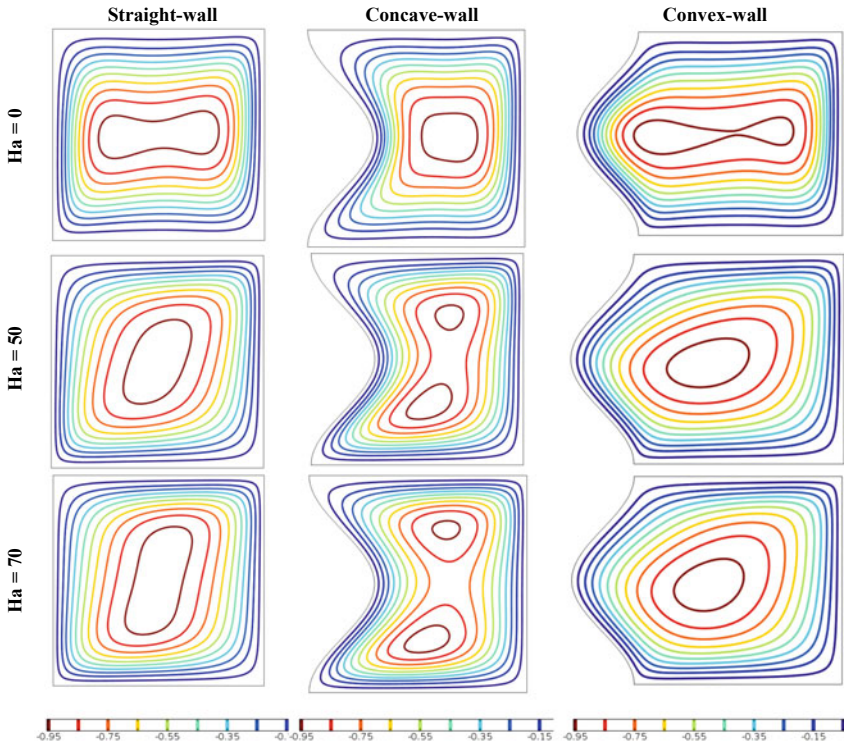 Straight-wall Concave-wall Convex-wall
Ha = 0
Ha = 50
Ha = 70
-0.95 -0.75 -0.55 -0.35 -0. -0.95 -0.75 -0.55 -0.35 -0.15 -0.95 -0.75 -0.55 -0.35 -0.15